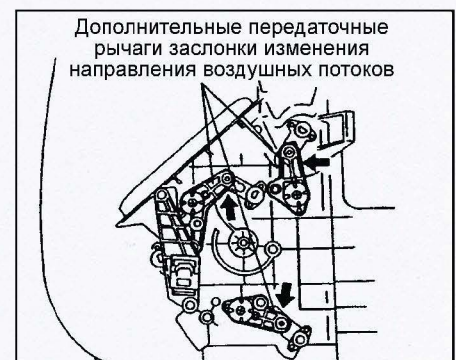 Дополнительные передаточные
рычаги заслонки изменения
направления воздушных потоков